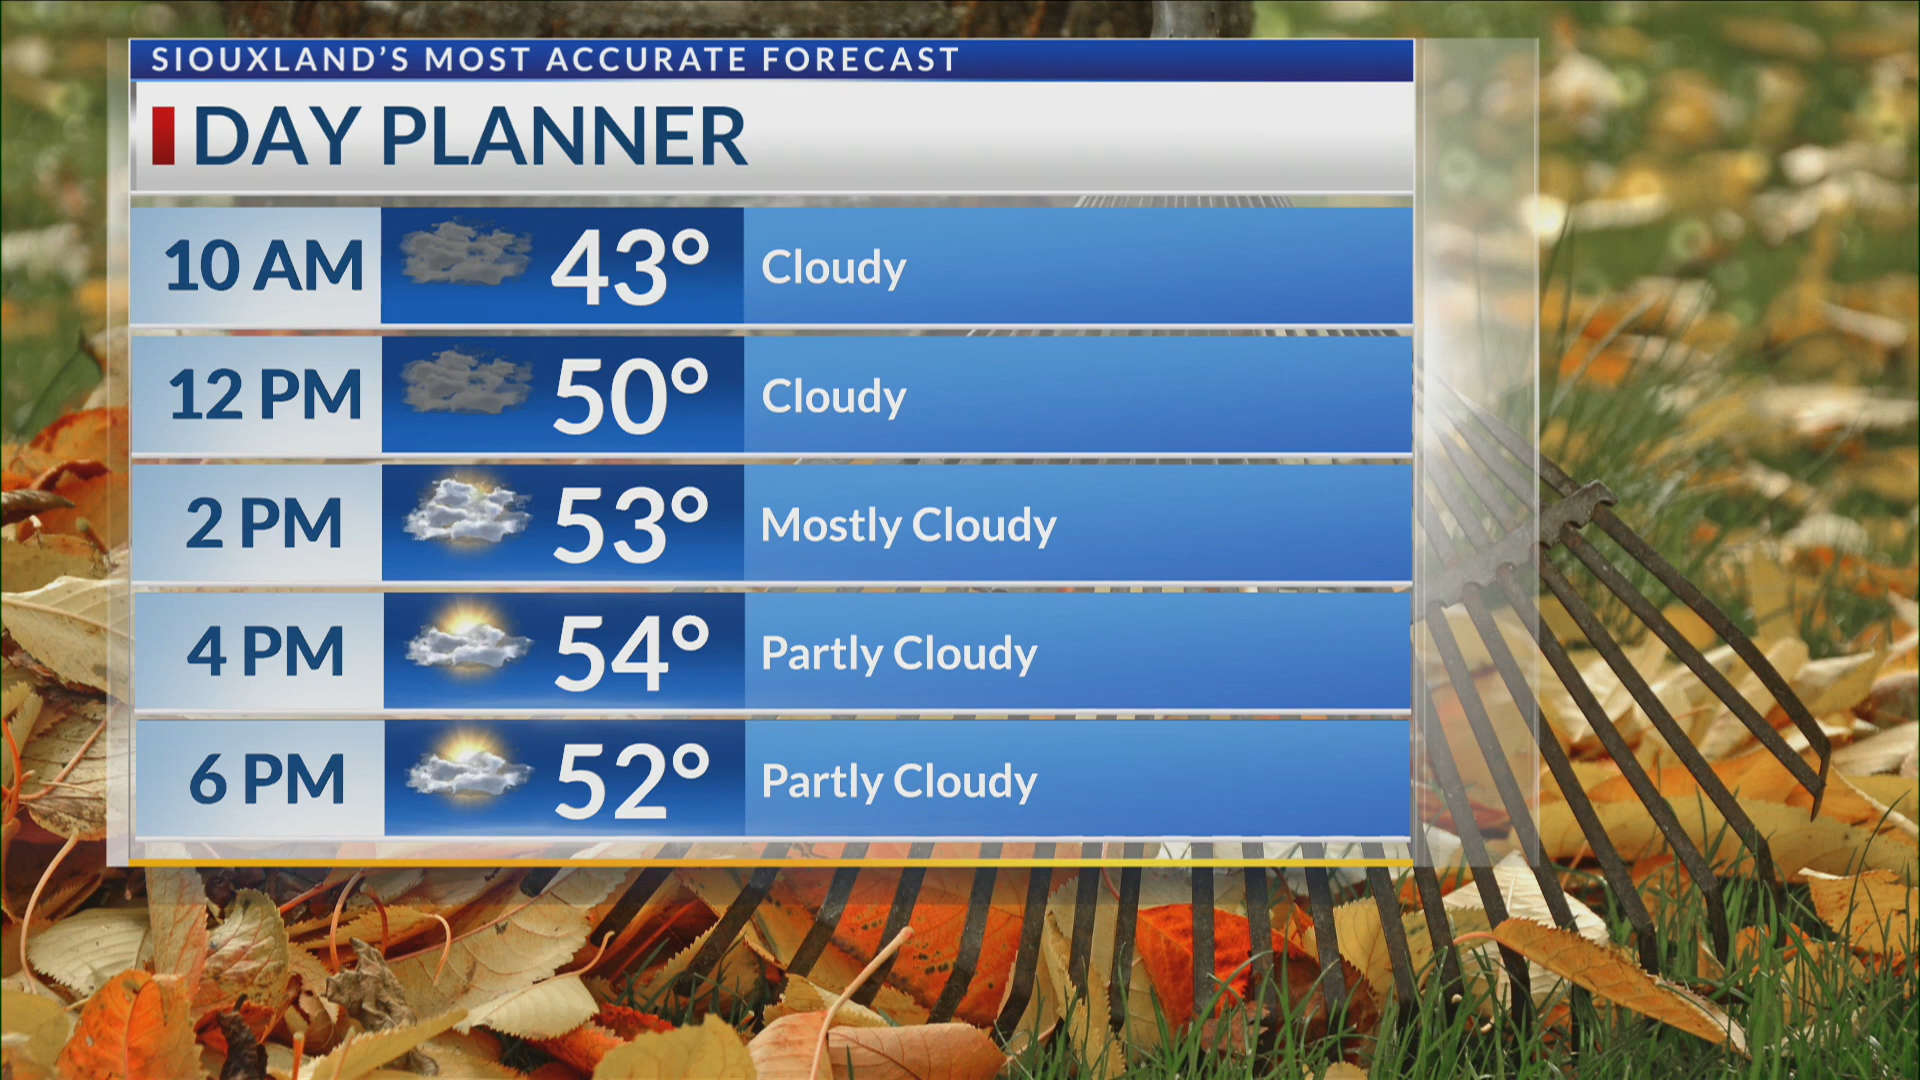 SIOUXLAND'S MOST ACCURATE FORECAST
DAY PLANNER
10 AM 43° Cloudy
12 PM 50° Cloudy
2 PM 53° Mostly Cloudy
4 PM 54° Partly Cloudy
6 PM 52° Partly Cloudy